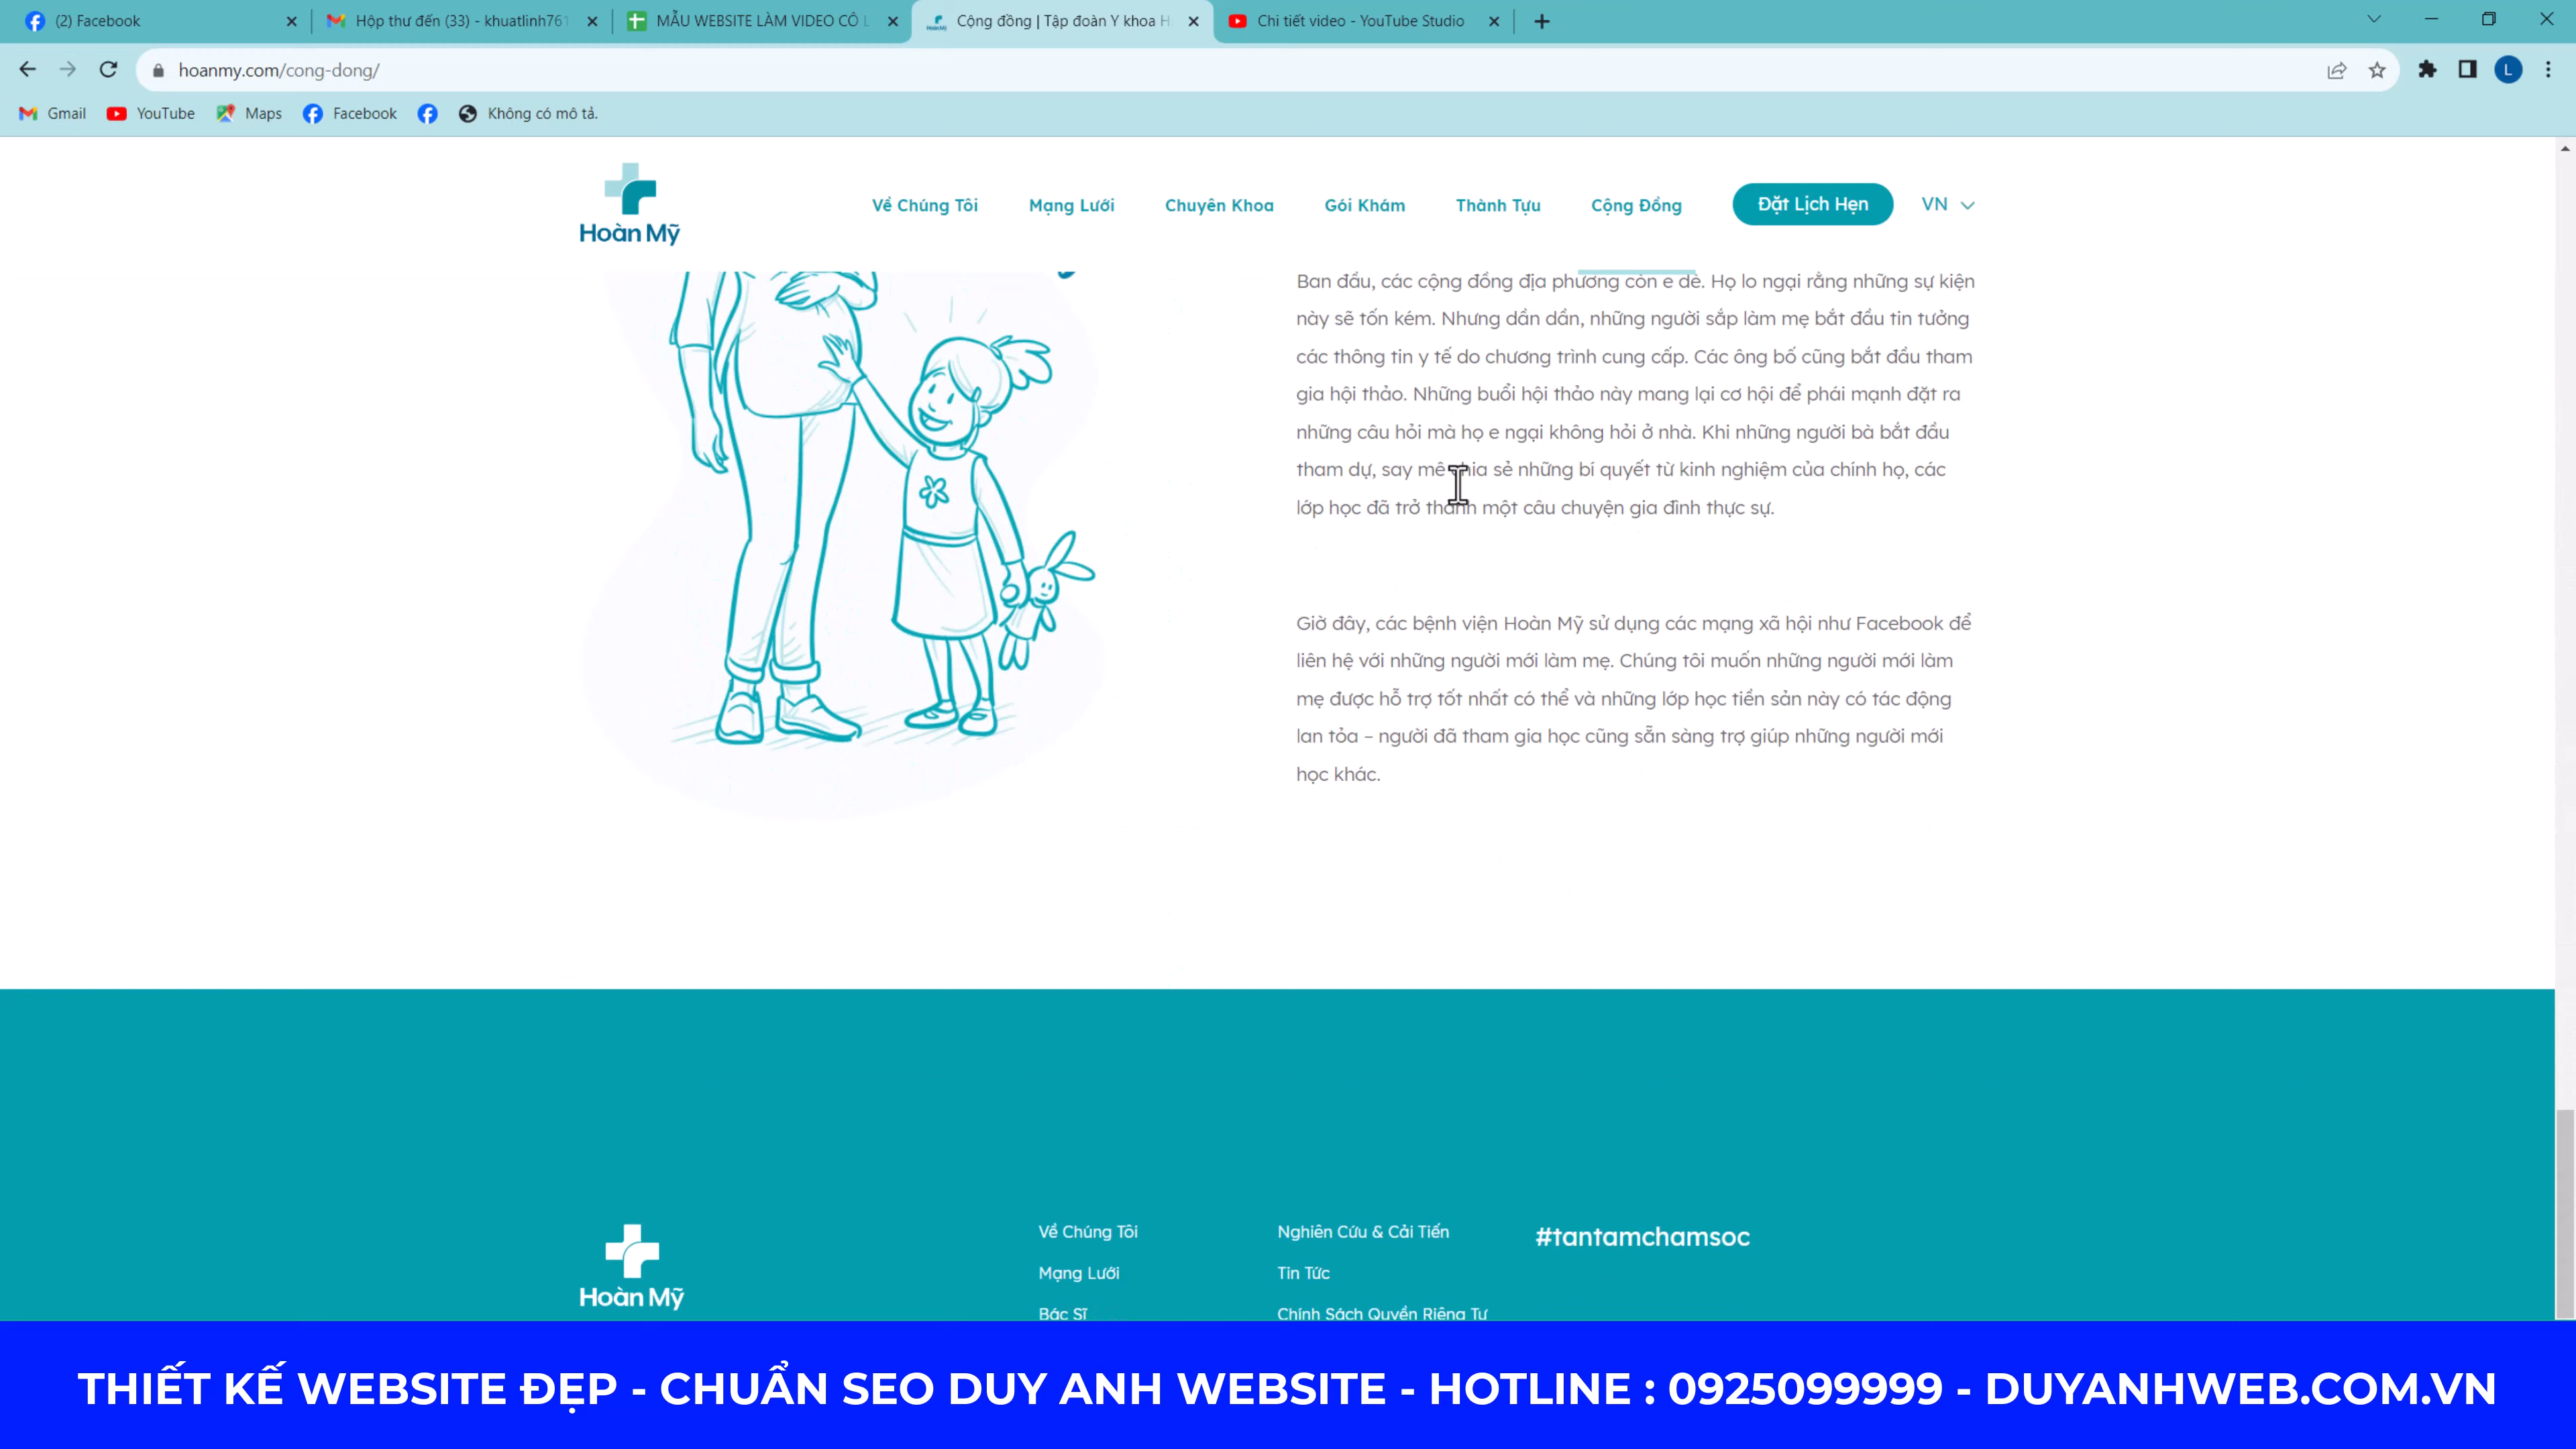 (2) Facebook
Hộp thư đến (33) - khuatlinh761
MẪU WEBSITE LÀM VIDEO CÔ L
Cộng đồng | Tập đoàn Y khoa H
Chi tiết video - YouTube Studio
hoanmy.com/cong-dong/
L
Gmail
YouTube
Maps
Facebook
Không có mô tả.
Hoàn Mỹ
Về Chúng Tôi
Mạng Lưới
Chuyên Khoa
Gói Khám
Thành Tựu
Cộng Đồng
Đặt Lịch Hẹn
VN
Ban đầu, các cộng đồng địa phương còn e dè. Họ lo ngại rằng những sự kiện
này sẽ tốn kém. Nhưng dần dần, những người sắp làm mẹ bắt đầu tin tưởng
các thông tin y tế do chương trình cung cấp. Các ông bố cũng bắt đầu tham
gia hội thảo. Những buổi hội thảo này mang lại cơ hội để phái mạnh đặt ra
những câu hỏi mà họ e ngại không hỏi ở nhà. Khi những người bà bắt đầu
tham dự, say mê chia sẻ những bí quyết từ kinh nghiệm của chính họ, các
lớp học đã trở thành một câu chuyện gia đình thực sự.
Giờ đây, các bệnh viện Hoàn Mỹ sử dụng các mạng xã hội như Facebook để
liên hệ với những người mới làm mẹ. Chúng tôi muốn những người mới làm
mẹ được hỗ trợ tốt nhất có thể và những lớp học tiền sản này có tác động
lan tỏa – người đã tham gia học cũng sẵn sàng trợ giúp những người mới
học khác.
Hoàn Mỹ
Về Chúng Tôi
Mạng Lưới
Bác Sĩ
Nghiên Cứu & Cải Tiến
Tin Tức
Chính Sách Quyền Riêng Tư
#tantamchamsoc
THIẾT KẾ WEBSITE ĐẸP - CHUẨN SEO DUY ANH WEBSITE - HOTLINE : 0925099999 - DUYANHWEB.COM.VN